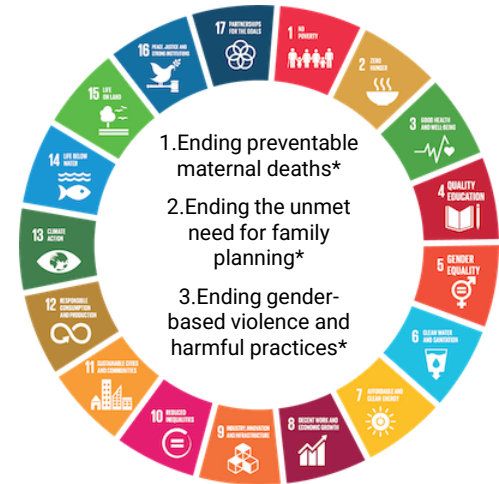 17 PARTNERSHIPS
FOR THE GOALS
1 NO
POVERTY
2 ZERO
HUNGER
3 GOOD HEALTH
AND WELL-BEING
4 QUALITY
EDUCATION
5 GENDER
EQUALITY
6 CLEAN WATER
AND SANITATION
7 AFFORDABLE AND
CLEAN ENERGY
8 DECENT WORK AND
ECONOMIC GROWTH
9 INDUSTRY, INNOVATION
AND INFRASTRUCTURE
10 REDUCED
INEQUALITIES
11 SUSTAINABLE CITIES
AND COMMUNITIES
12 RESPONSIBLE
CONSUMPTION
AND PRODUCTION
13 CLIMATE
ACTION
14 LIFE BELOW
WATER
15 LIFE
ON LAND
16 PEACE, JUSTICE AND
STRONG INSTITUTIONS
1.Ending preventable
maternal deaths*
2.Ending the unmet
need for family
planning*
3.Ending gender-
based violence and
harmful practices*